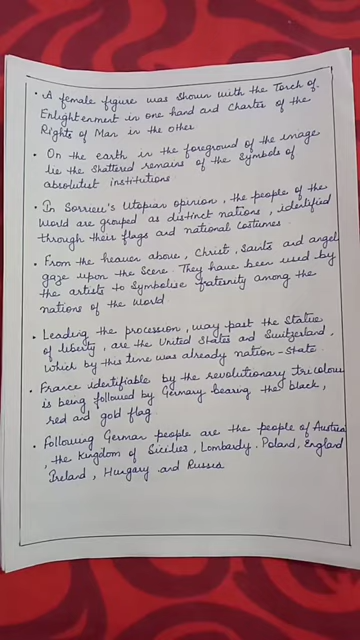 • A female figure was shown with the Torch of
Enlightenment in one hand and Charter of the
Rights of Man in the other
• On the earth in the foreground of the image
lie the shattered remains of the symbols of
absolutist institutions
• In Sorrieu's Utopian opinion, the people of the
world are grouped as distinct nations, identified
through their flags and national costumes.
• From the heaven above, Christ, Saints and angel
gaze upon the scene. They have been used by
the artists to symbolise fraternity among the
nations of the world.
• Leading the procession, way past the Statue
of liberty, are the United States and Switzerland,
which by this time was already nation-state.
• France identifiable by the revolutionary tricolour
is being followed by Germany bearing the black,
red and gold flag.
• Following German people are the people of Austria
, the Kingdom of Sicilies, Lombardy, Poland, England
Ireland, Hungary and Russia